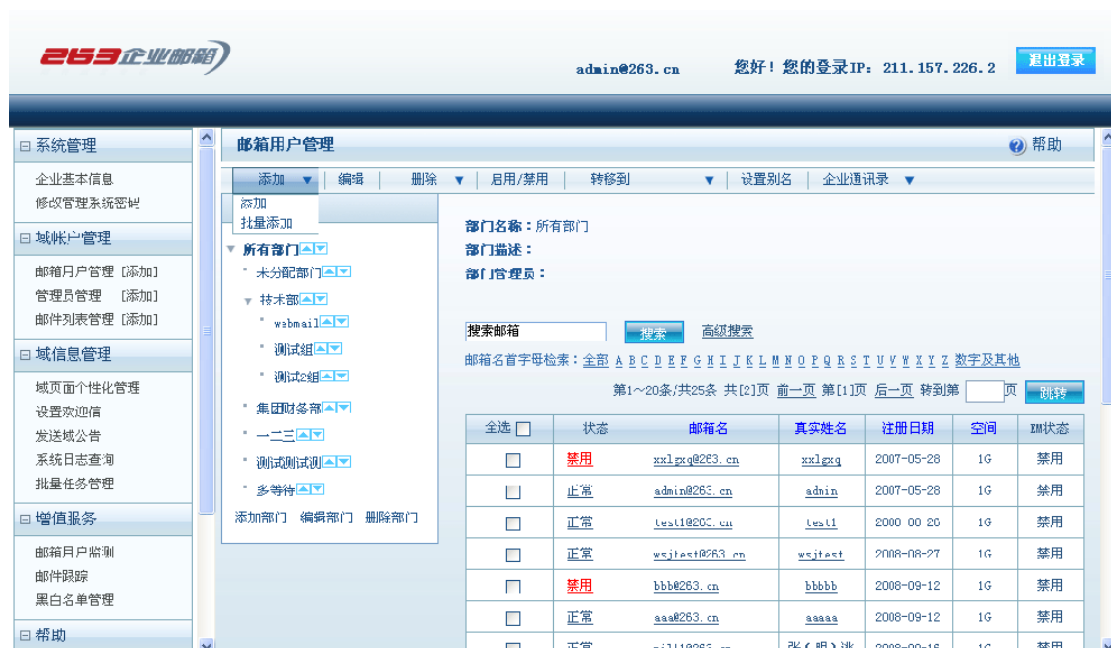 263企业邮箱
admin@263.cn 您好！您的登录IP：211.157.226.2 退出登录
系统管理
企业基本信息
修改管理系统密码
域帐户管理
邮箱用户管理 [添加]
管理员管理 [添加]
邮件列表管理 [添加]
域信息管理
域页面个性化管理
设置欢迎信
发送域公告
系统日志查询
批量任务管理
增值服务
邮箱用户监测
邮件跟踪
黑白名单管理
帮助
邮箱用户管理 帮助
添加 编辑 删除 启用/禁用 转移到 设置别名 企业通讯录
添加
批量添加
所有部门
未分配部门
技术部
webmail
测试组
测试2组
集团财务部
一二三
测试测试测
多等待
添加部门 编辑部门 删除部门
部门名称：所有部门
部门描述：
部门管理员：
搜索邮箱 搜索 高级搜索
邮箱名首字母检索：全部 A B C D E F G H I J K L M N O P Q R S T U V W X Y Z 数字及其他
第1～20条/共25条 共[2]页 前一页 第[1]页 后一页 转到第 页 跳转
全选 状态 邮箱名 真实姓名 注册日期 空间 EM状态
禁用 xxlgxq@263.cn xxlgxq 2007-05-28 1G 禁用
正常 admin@263.cn admin 2007-05-28 1G 禁用
正常 test1@263.cn test1 1G 禁用
正常 wsjtest@263.cn wsjtest 2008-08-27 1G 禁用
禁用 bbb@263.cn bbbbb 2008-09-12 1G 禁用
正常 aaa@263.cn aaaaa 2008-09-12 1G 禁用
正常 2008-09-16 1G 禁用